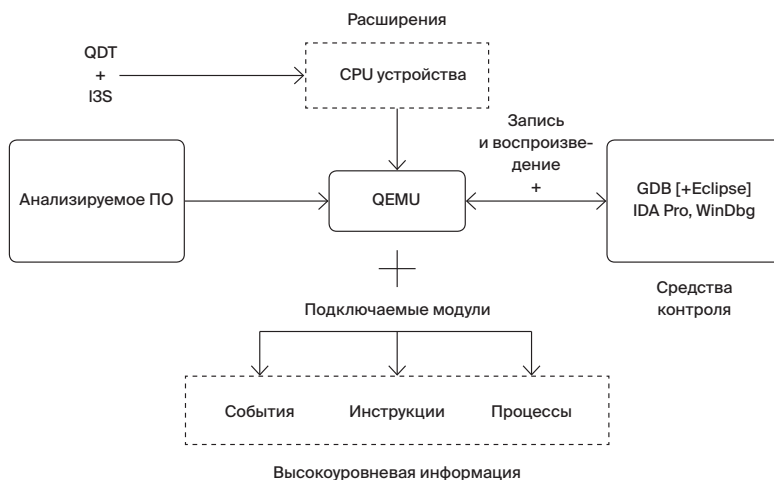 Расширения
QDT
+
I3S
CPU устройства
Запись
и воспроизве-
дение
+
Анализируемое ПО
QEMU
GDB [+Eclipse]
IDA Pro, WinDbg
Средства
контроля
Подключаемые модули
События Инструкции Процессы
Высокоуровневая информация